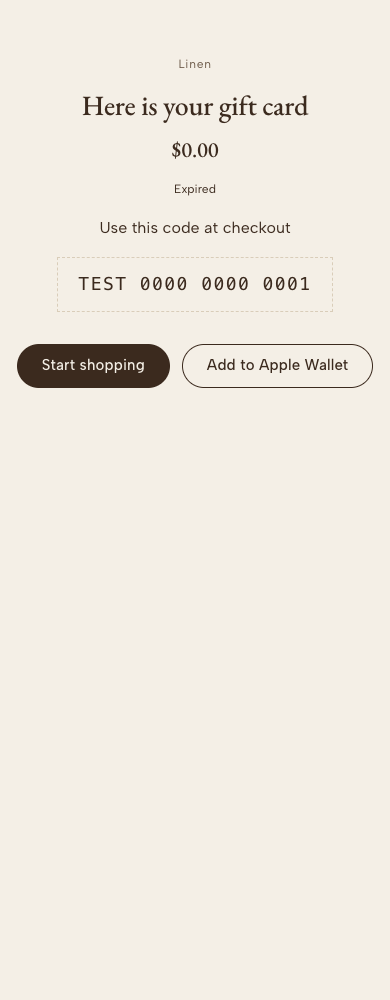 Linen
Here is your gift card
$0.00
Expired
Use this code at checkout
TEST 0000 0000 0001
Start shopping
Add to Apple Wallet